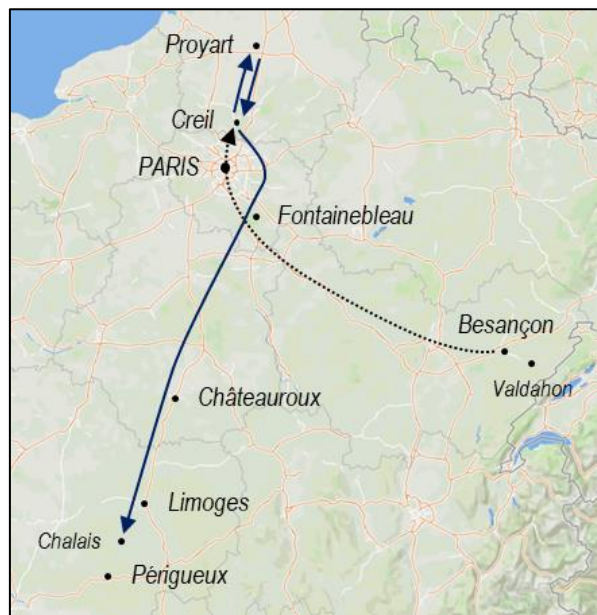 Proyart
Creil
PARIS
Fontainebleau
Besançon
Valdahon
Châteauroux
Limoges
Chalais
Périgueux